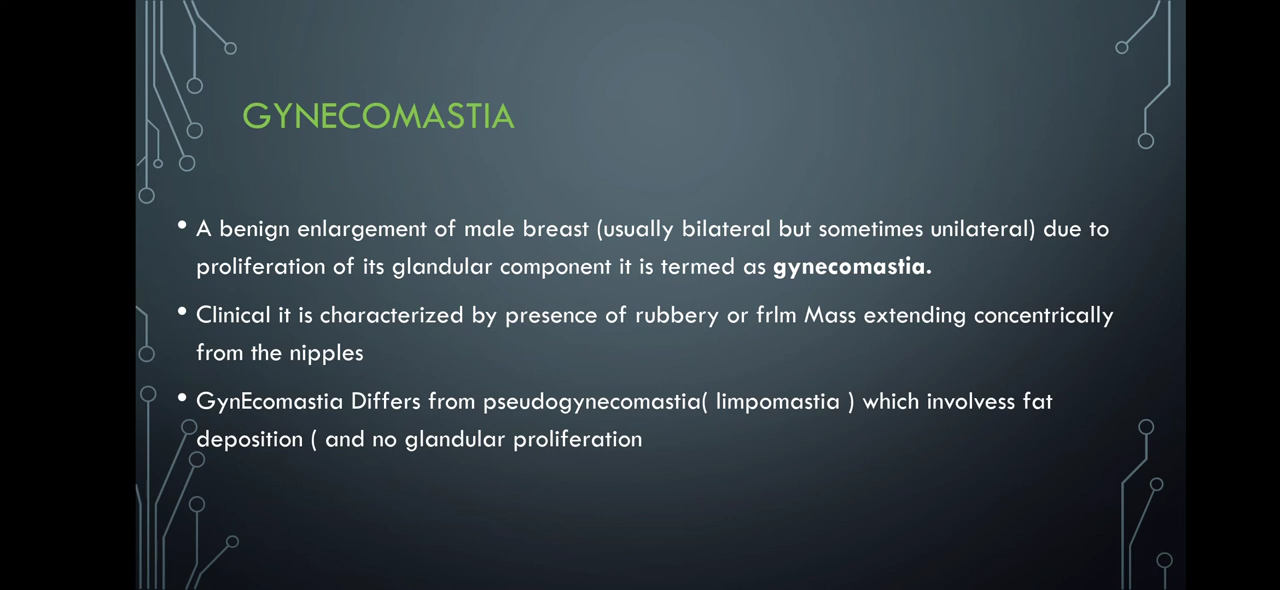 GYNECOMASTIA
• A benign enlargement of male breast (usually bilateral but sometimes unilateral) due to
proliferation of its glandular component it is termed as gynecomastia.
• Clinical it is characterized by presence of rubbery or frlm Mass extending concentrically
from the nipples
• GynEcomastia Differs from pseudogynecomastia( limpomastia ) which involvess fat
deposition ( and no glandular proliferation